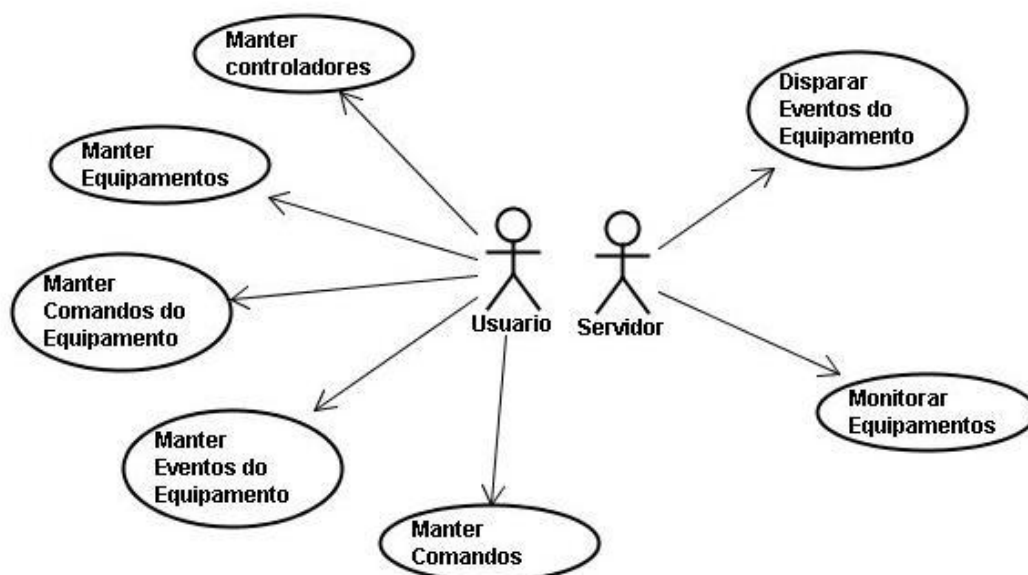 Manter
controladores
Disparar
Eventos do
Equipamento
Manter
Equipamentos
Manter
Comandos do
Equipamento
Usuario
Servidor
Monitorar
Equipamentos
Manter
Eventos do
Equipamento
Manter
Comandos